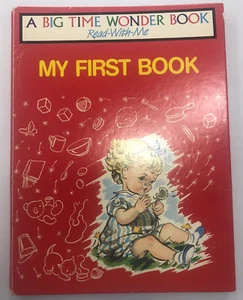 A BIG TIME WONDER BOOK
Read-With-Me
MY FIRST BOOK